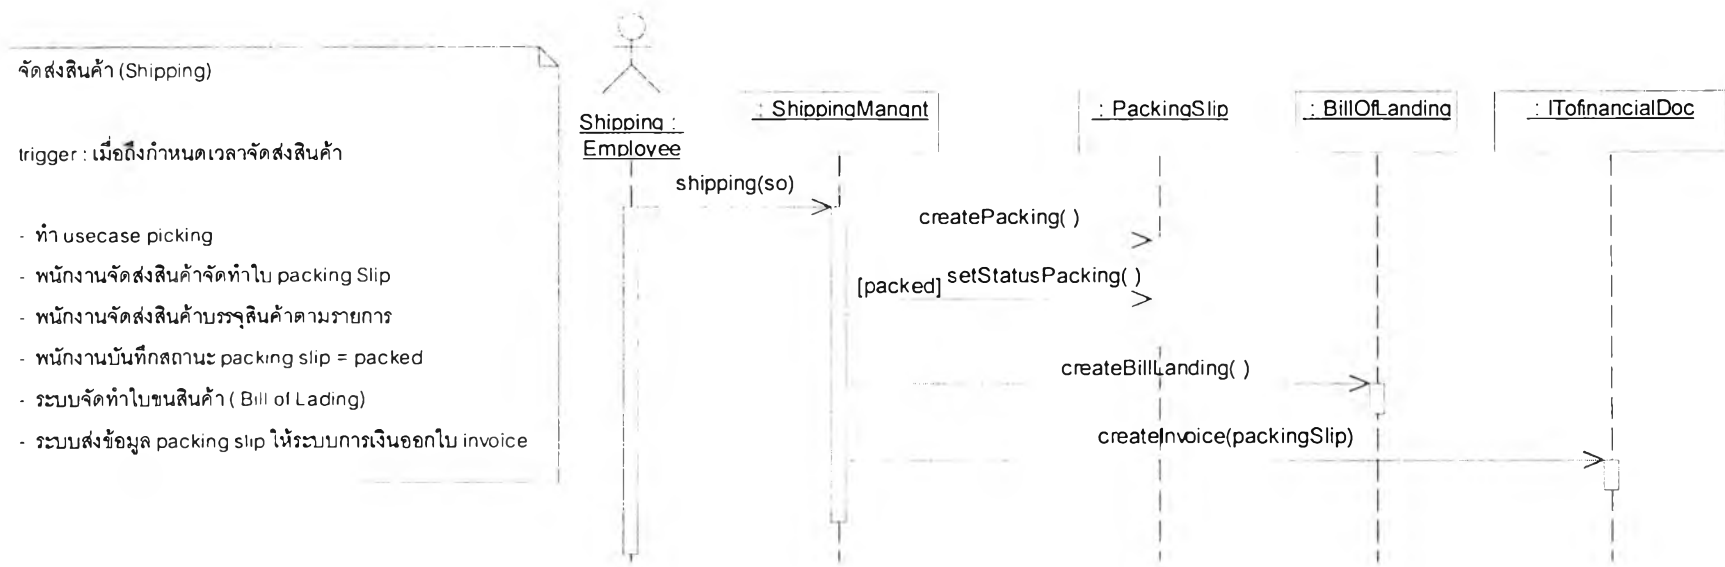 จัดส่งสินค้า (Shipping)
trigger : เมื่อถึงกำหนดเวลาจัดส่งสินค้า
- ทำ usecase picking
- พนักงานจัดส่งสินค้าจัดทำใบ packing Slip
- พนักงานจัดส่งสินค้าบรรจุสินค้าตามรายการ
- พนักงานบันทึกสถานะ packing slip = packed
- ระบบจัดทำใบขนสินค้า ( Bill of Lading)
- ระบบส่งข้อมูล packing slip ให้ระบบการเงินออกใบ invoice
Shipping :
Employee
: ShippingMangnt
: PackingSlip
: BillOfLanding
: ITofinancialDoc
shipping(so)
createPacking( )
[packed] setStatusPacking( )
createBillLanding( )
createInvoice(packingSlip)